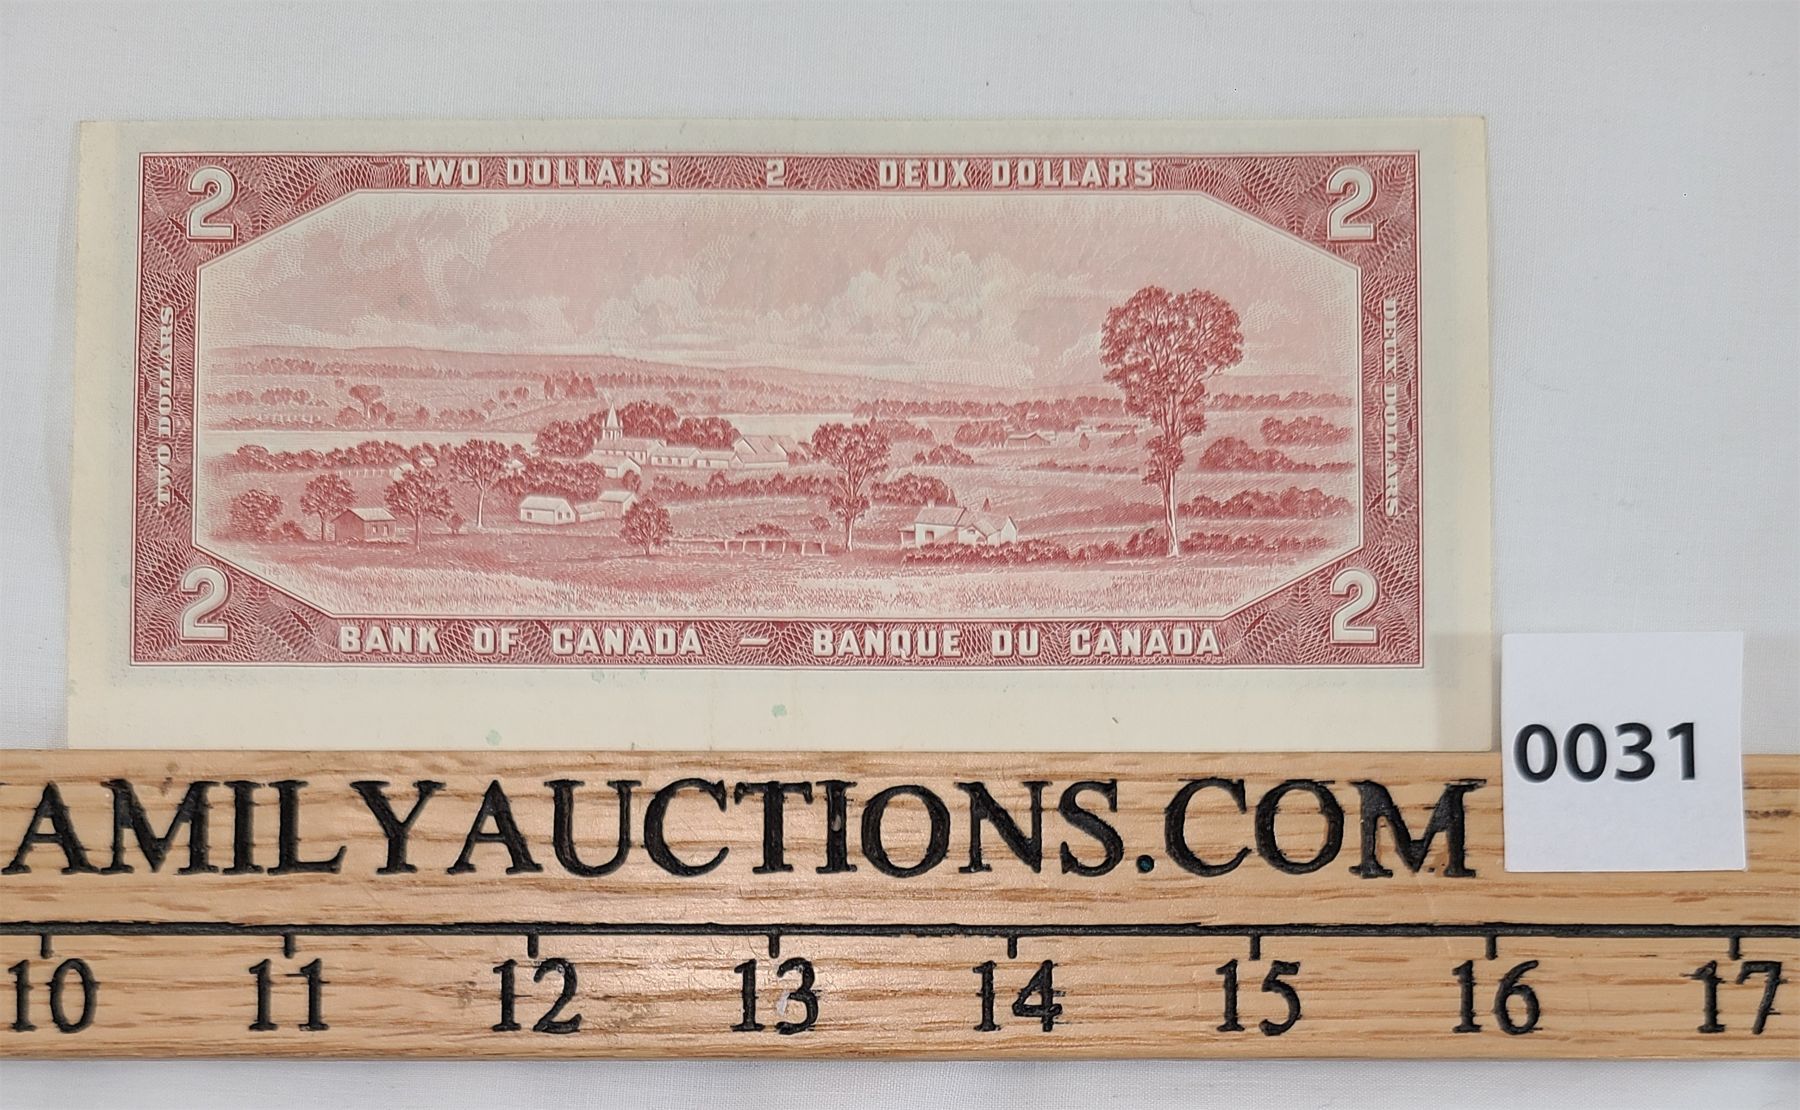 TWO DOLLARS 2 DEUX DOLLARS
2 2
TWO DOLLARS
DEUX DOLLARS
2 2
BANK OF CANADA — BANQUE DU CANADA
0031
AMILYAUCTIONS.COM
10 11 12 13 14 15 16 17